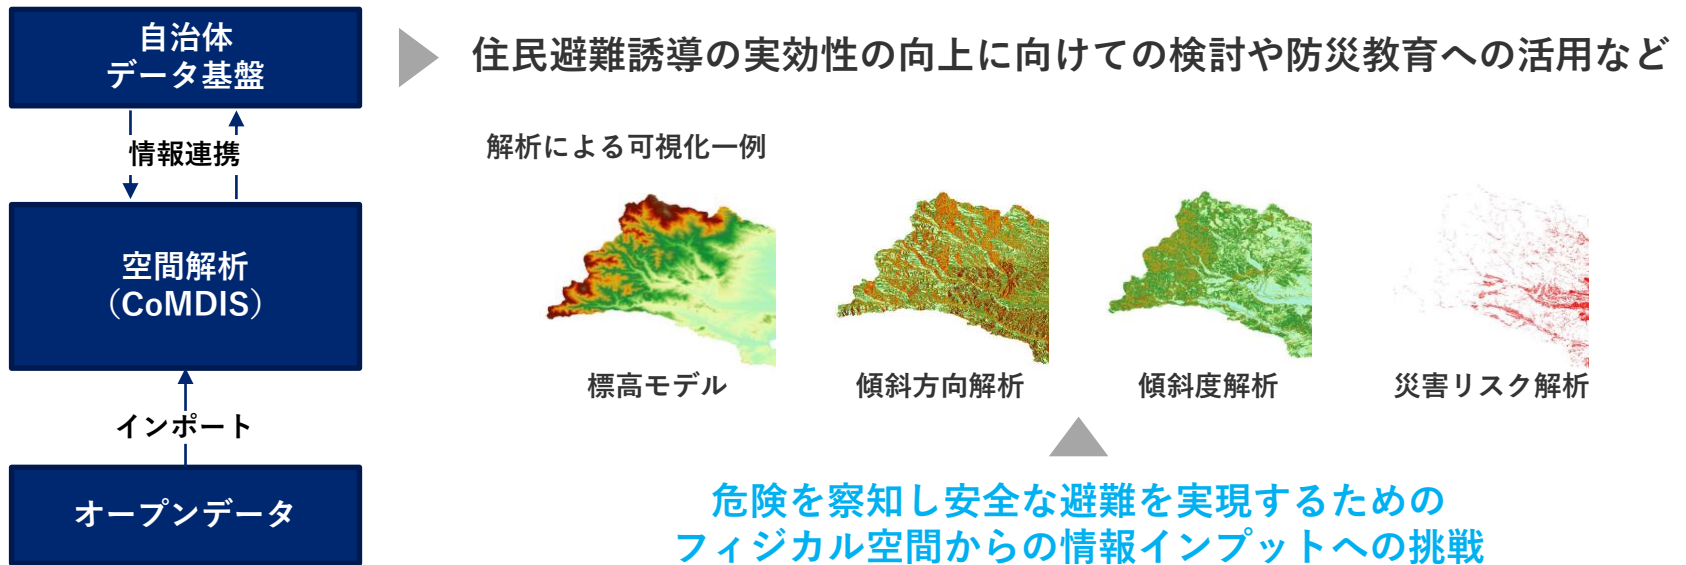 自治体
データ基盤
情報連携
空間解析
（CoMDIS）
インポート
オープンデータ
住民避難誘導の実効性の向上に向けての検討や防災教育への活用など
解析による可視化一例
標高モデル
傾斜方向解析
傾斜度解析
災害リスク解析
危険を察知し安全な避難を実現するための
フィジカル空間からの情報インプットへの挑戦